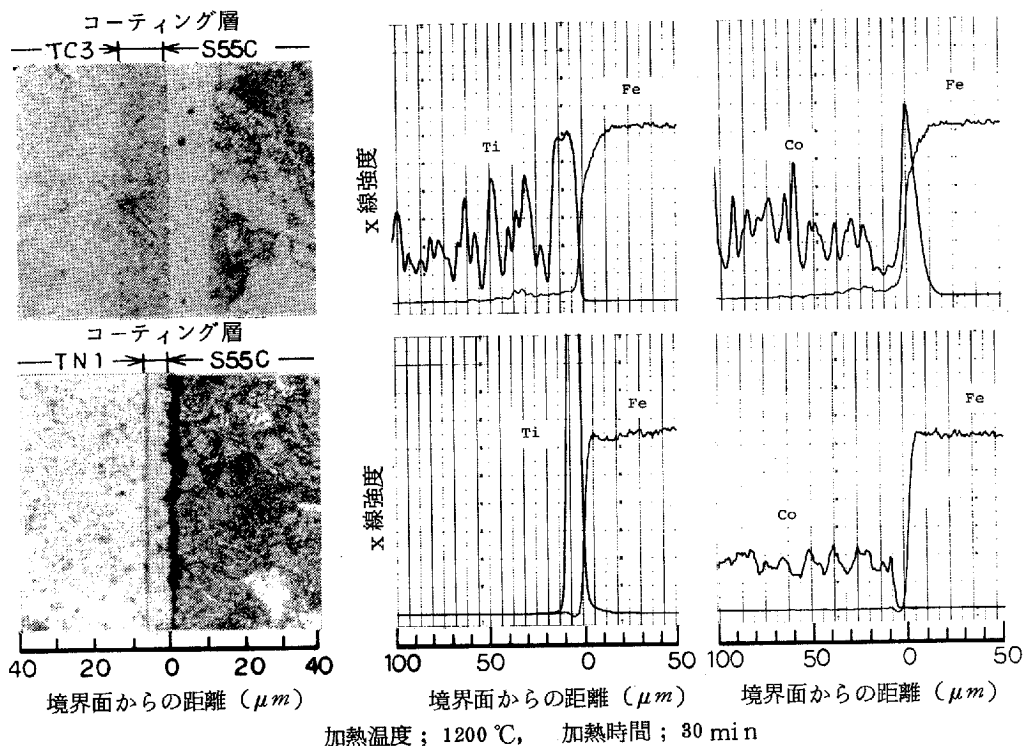 コーティング層
TC3 S55C
Fe
Ti
X線強度
Fe
Co
コーティング層
TN1 S55C
Fe
Ti
X線強度
Fe
Co
40 20 0 20 40
境界面からの距離 (μm)
100 50 0 50
境界面からの距離 (μm)
100 50 0 50
境界面からの距離 (μm)
加熱温度 ; 1200℃, 加熱時間 ; 30 min